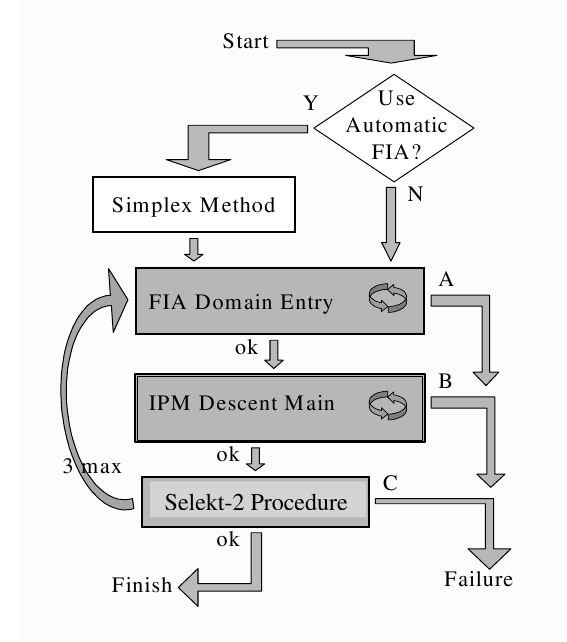 Start
Y
Use
Automatic
FIA?
N
Simplex Method
FIA Domain Entry
A
ok
IPM Descent Main
B
ok
3 max
Selekt-2 Procedure
C
ok
Finish
Failure